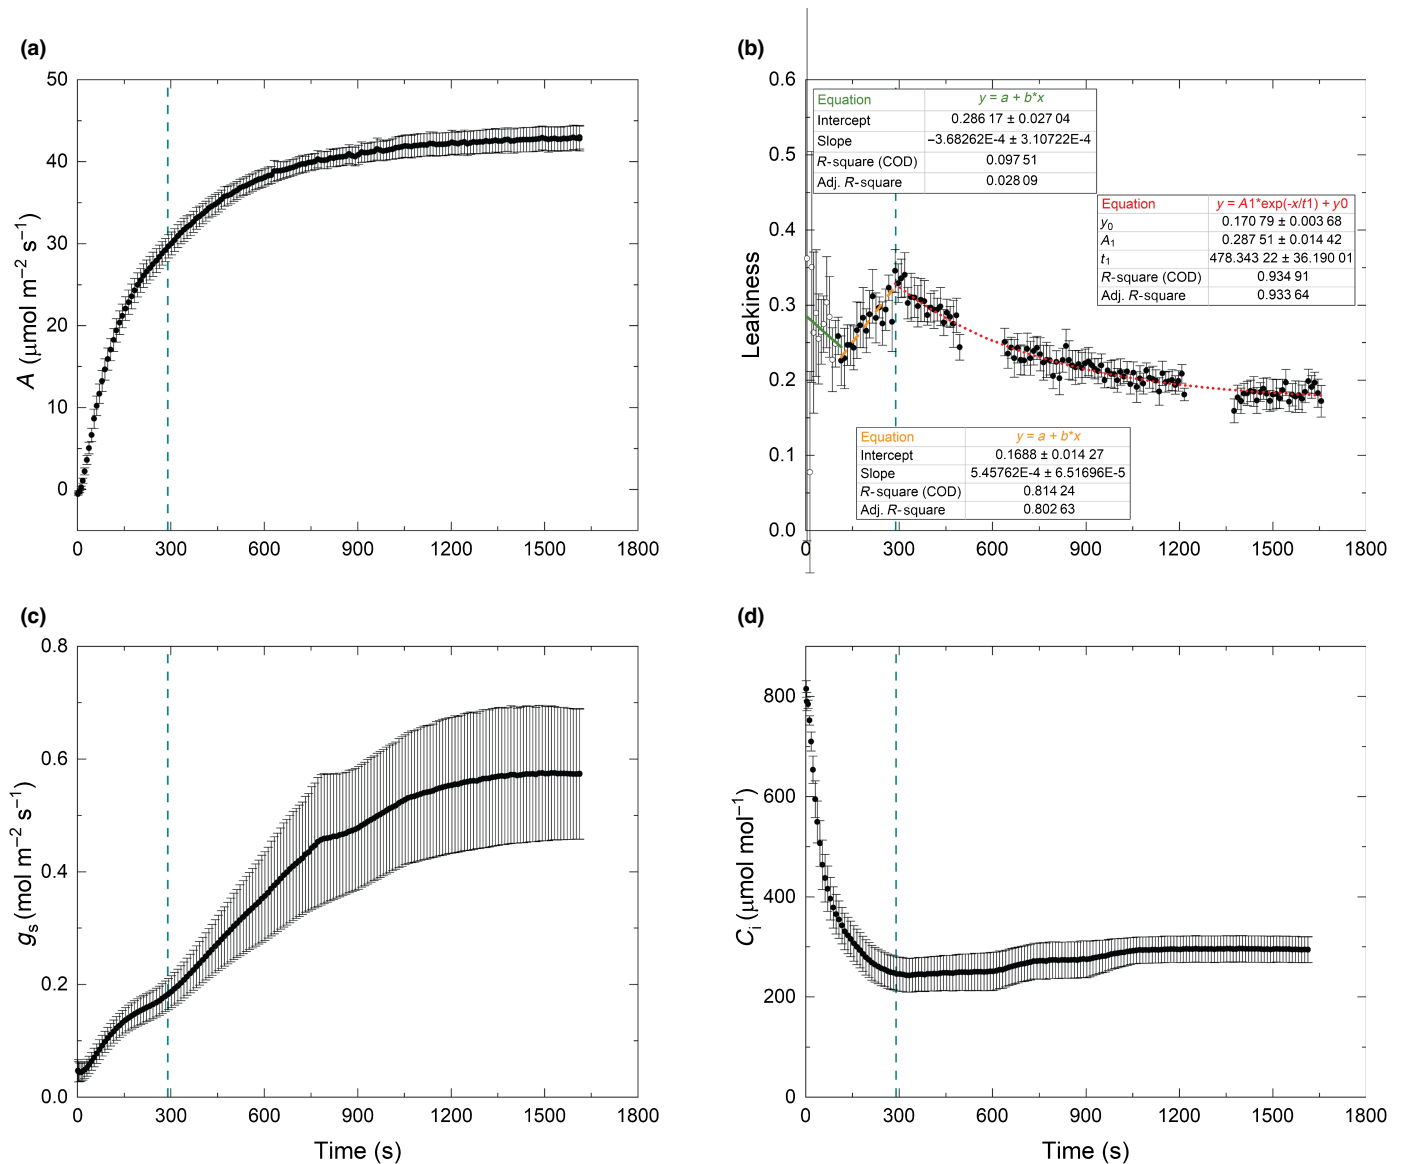 (a)
50
40
30
20
10
0
A (μmol m⁻² s⁻¹)
0 300 600 900 1200 1500 1800
(b)
0.6
0.5
0.4
0.3
0.2
0.1
0.0
Leakiness
Equation y = a + b*x
Intercept 0.286 17 ± 0.027 04
Slope −3.68262E-4 ± 3.10722E-4
R-square (COD) 0.097 51
Adj. R-square 0.028 09
Equation y = A1*exp(-x/t1) + y0
y₀ 0.170 79 ± 0.003 68
A₁ 0.287 51 ± 0.014 42
t₁ 478.343 22 ± 36.190 01
R-square (COD) 0.934 91
Adj. R-square 0.933 64
Equation y = a + b*x
Intercept 0.1688 ± 0.014 27
Slope 5.45762E-4 ± 6.51696E-5
R-square (COD) 0.814 24
Adj. R-square 0.802 63
0 300 600 900 1200 1500 1800
(c)
0.8
0.6
0.4
0.2
0.0
gₛ (mol m⁻² s⁻¹)
0 300 600 900 1200 1500 1800
Time (s)
(d)
800
600
400
200
0
Cᵢ (μmol mol⁻¹)
0 300 600 900 1200 1500 1800
Time (s)